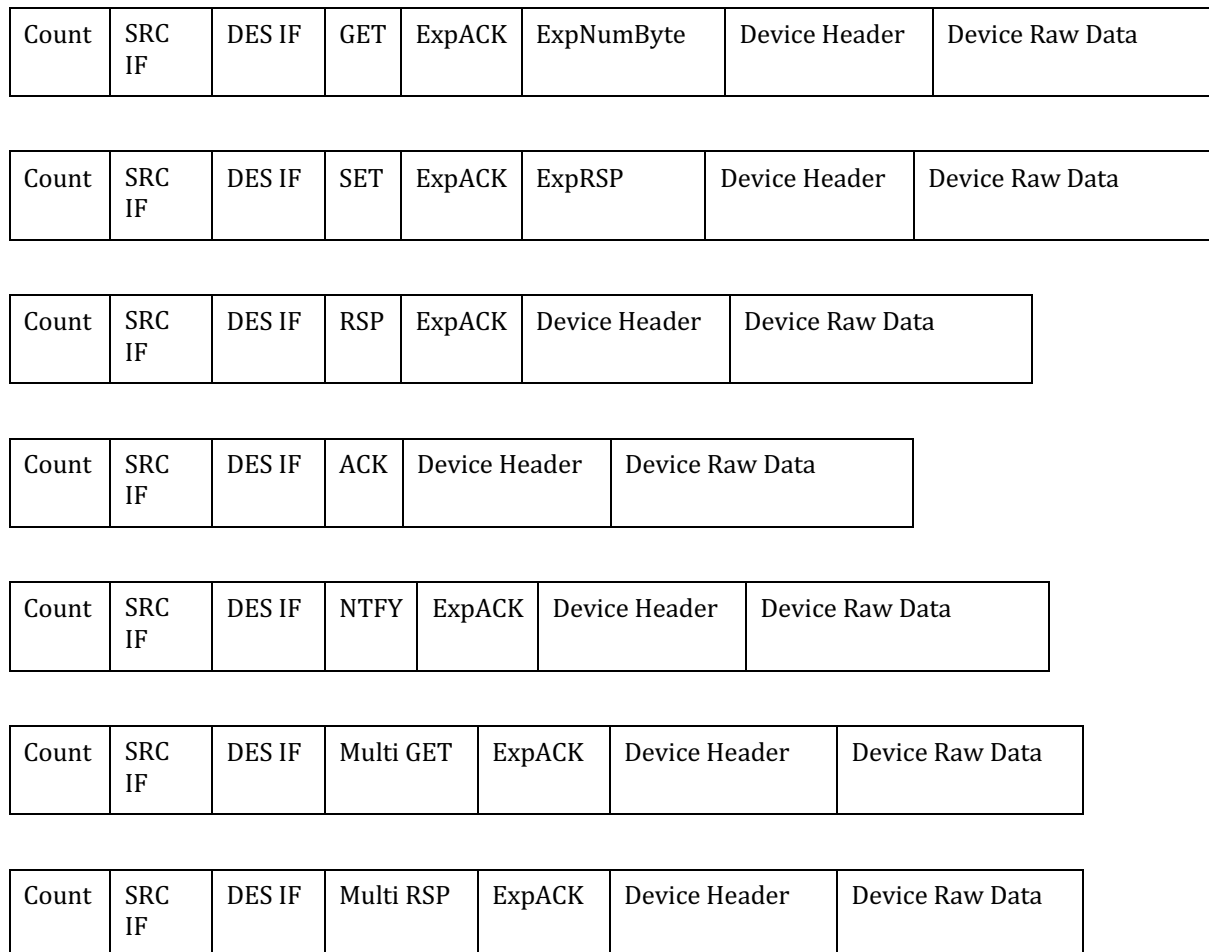 Count SRC DES IF GET ExpACK ExpNumByte Device Header Device Raw Data
IF
Count SRC DES IF SET ExpACK ExpRSP Device Header Device Raw Data
IF
Count SRC DES IF RSP ExpACK Device Header Device Raw Data
IF
Count SRC DES IF ACK Device Header Device Raw Data
IF
Count SRC DES IF NTFY ExpACK Device Header Device Raw Data
IF
Count SRC DES IF Multi GET ExpACK Device Header Device Raw Data
IF
Count SRC DES IF Multi RSP ExpACK Device Header Device Raw Data
IF